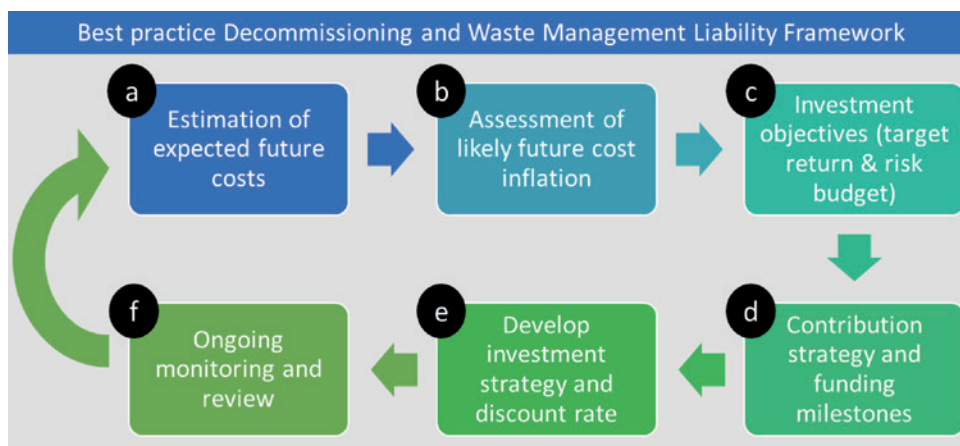 Best practice Decommissioning and Waste Management Liability Framework
a
Estimation of
expected future
costs
b
Assessment of
likely future cost
inflation
c
Investment
objectives (target
return & risk
budget)
d
Contribution
strategy and
funding
milestones
e
Develop
investment
strategy and
discount rate
f
Ongoing
monitoring and
review